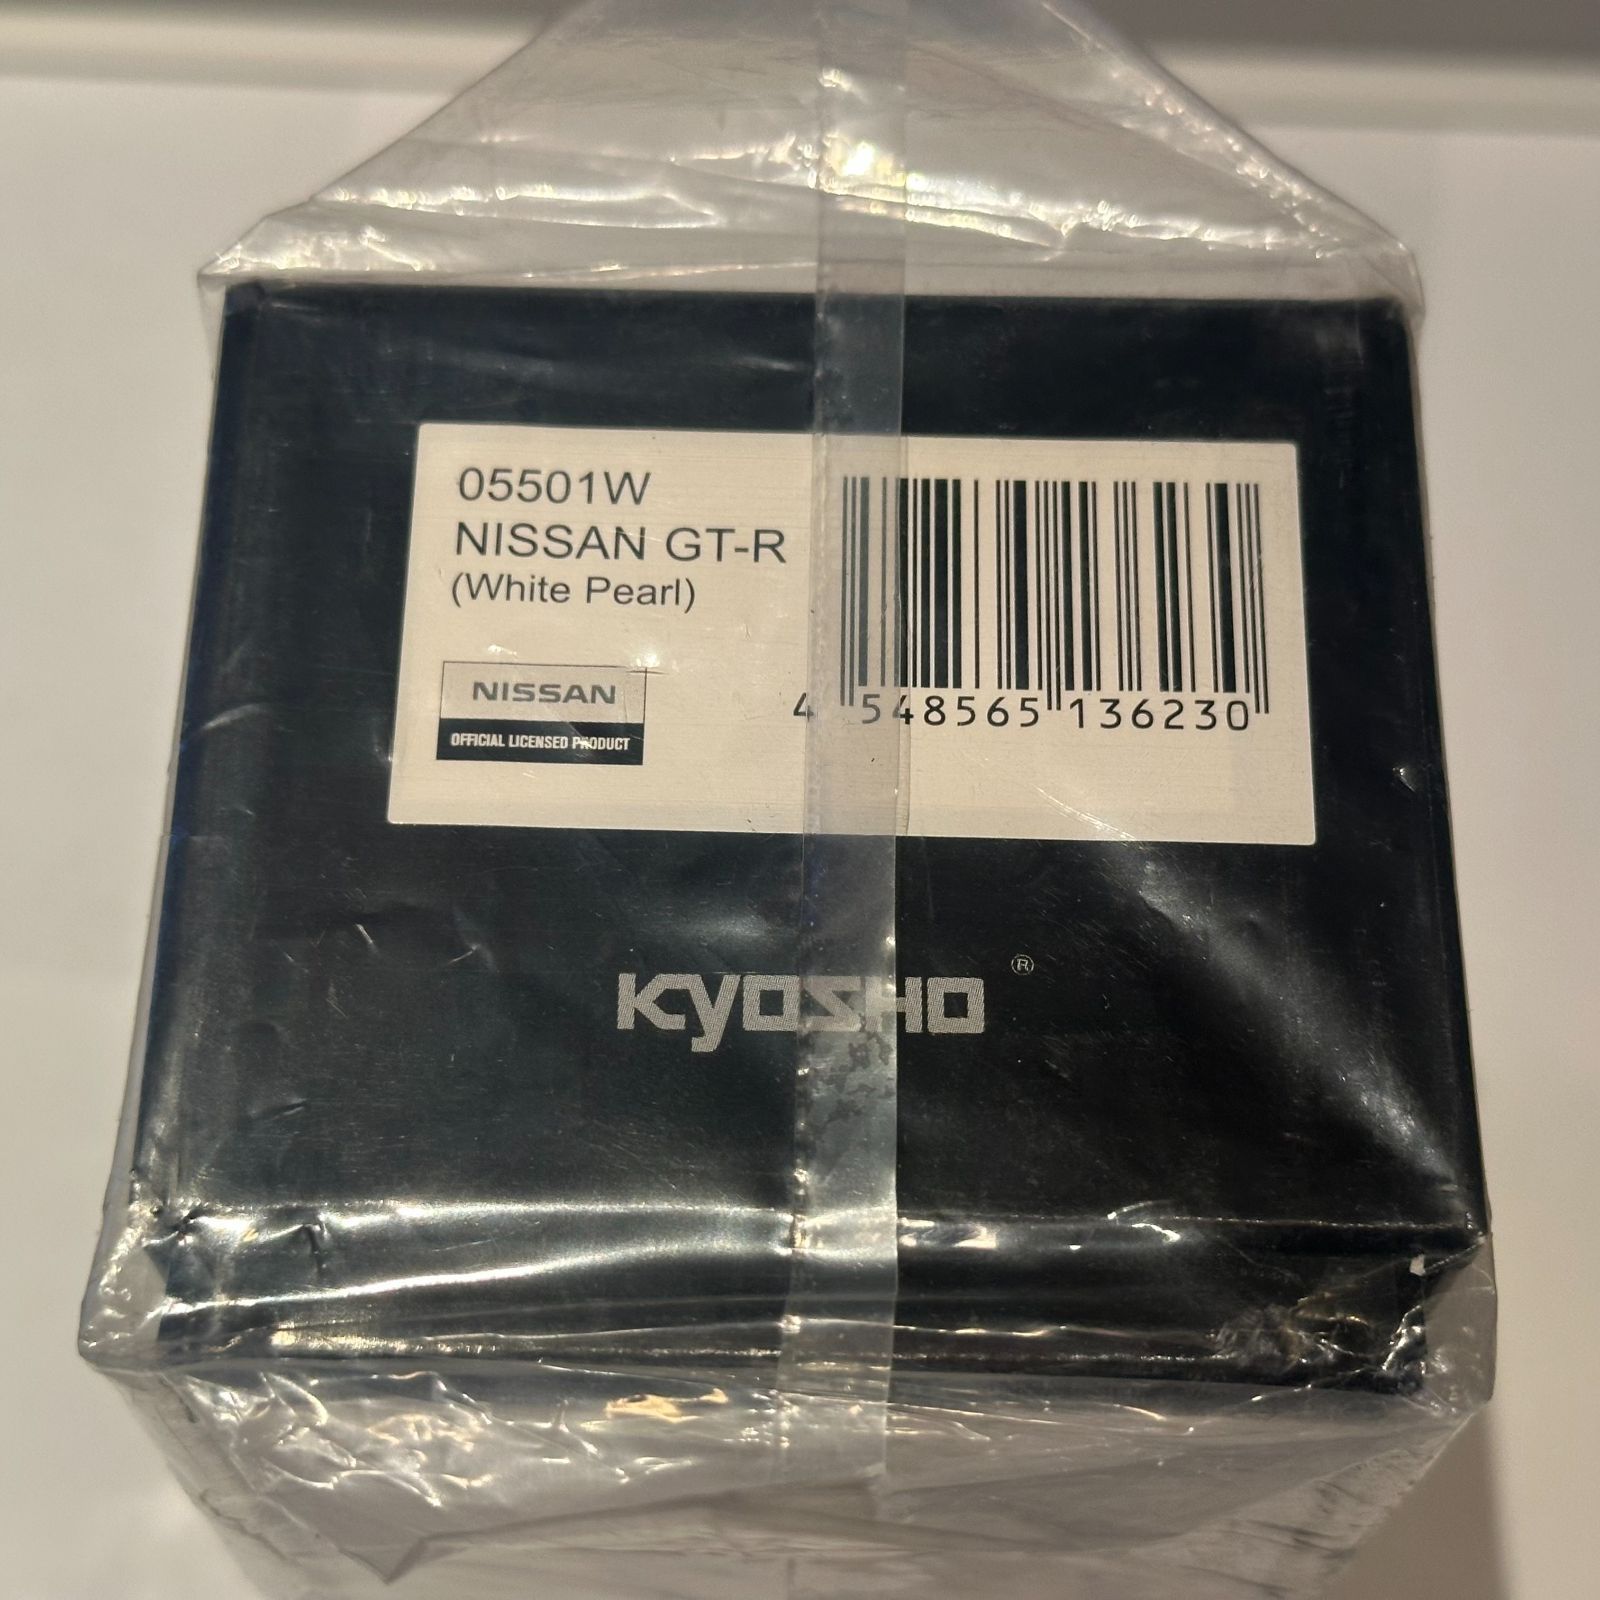 05501W
NISSAN GT-R
(White Pearl)
NISSAN
OFFICIAL LICENSED PRODUCT
4 548565 136230
KYOSHO ®